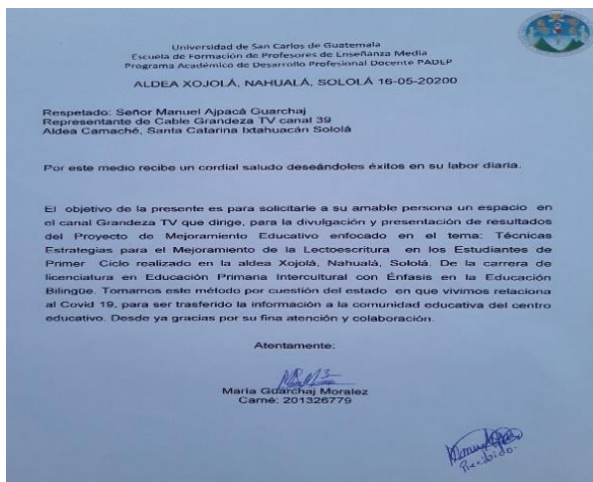 Universidad de San Carlos de Guatemala
Escuela de Formación de Profesores de Enseñanza Media
Programa Académico de Desarrollo Profesional Docente PADEP
ALDEA XOJOLÁ, NAHUALÁ, SOLOLÁ 16-05-20200
Respetado: Señor Manuel Ajpacá Guarchaj
Representante de Cable Grandeza TV canal 39
Aldea Camaché, Santa Catarina Ixtahuacán Sololá
Por este medio recibe un cordial saludo deseándoles éxitos en su labor diaria.
El objetivo de la presente es para solicitarle a su amable persona un espacio en
el canal Grandeza TV que dirige, para la divulgación y presentación de resultados
del Proyecto de Mejoramiento Educativo enfocado en el tema: Técnicas
Estrategias para el Mejoramiento de la Lectoescritura en los Estudiantes de
Primer Ciclo realizado en la aldea Xojolá, Nahualá, Sololá. De la carrera de
licenciatura en Educación Primaria Intercultural con Énfasis en la Educación
Bilingüe. Tomamos este método por cuestión del estado en que vivimos relaciona
al Covid 19, para ser trasferido la información a la comunidad educativa del centro
educativo. Desde ya gracias por su fina atención y colaboración.
Atentamente:
María Guarchaj Moralez
Carné: 201326779
Recibido: